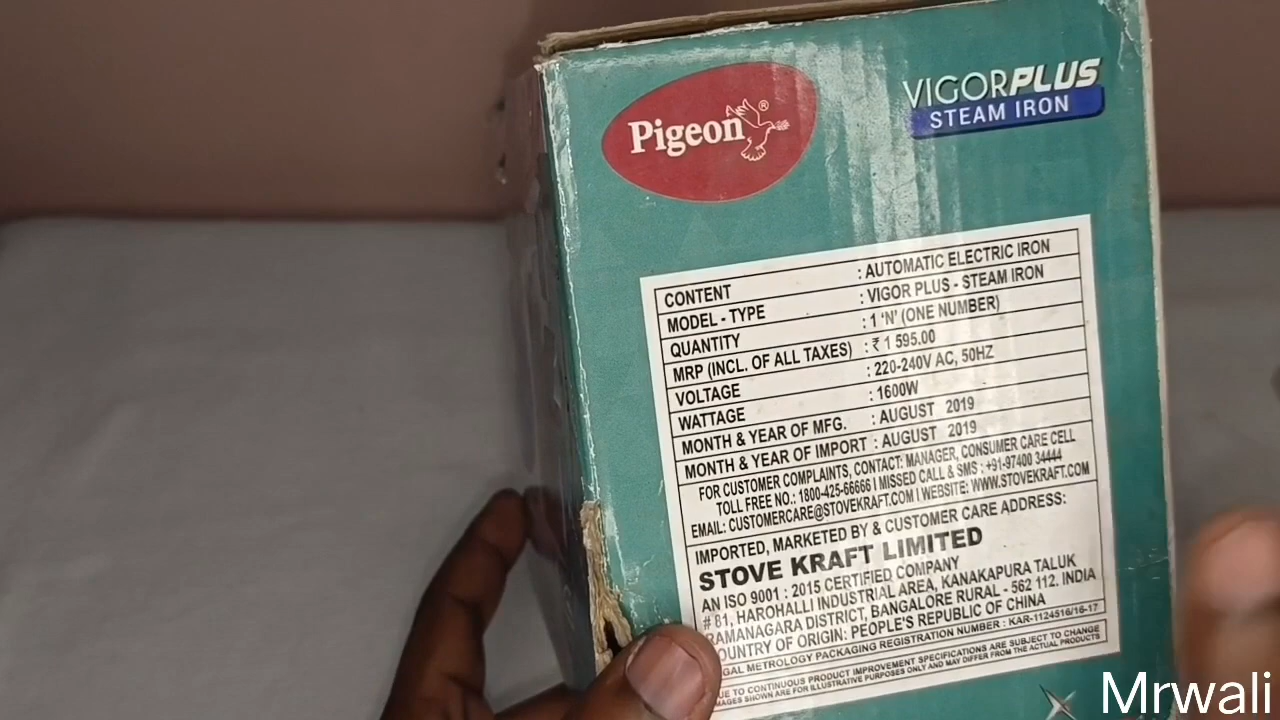 Pigeon®
VIGORPLUS
STEAM IRON
CONTENT : AUTOMATIC ELECTRIC IRON
MODEL - TYPE : VIGOR PLUS - STEAM IRON
QUANTITY : 1 'N' (ONE NUMBER)
MRP (INCL. OF ALL TAXES) : ₹ 1 595.00
VOLTAGE : 220-240V AC, 50HZ
WATTAGE : 1600W
MONTH & YEAR OF MFG. : AUGUST 2019
MONTH & YEAR OF IMPORT : AUGUST 2019
FOR CUSTOMER COMPLAINTS, CONTACT: MANAGER, CONSUMER CARE CELL
TOLL FREE NO.: 1800-425-66666 I MISSED CALL & SMS : +91-97400 34444
EMAIL: CUSTOMERCARE@STOVEKRAFT.COM I WEBSITE: WWW.STOVEKRAFT.COM
IMPORTED, MARKETED BY & CUSTOMER CARE ADDRESS:
STOVE KRAFT LIMITED
AN ISO 9001 : 2015 CERTIFIED COMPANY
# 81, HAROHALLI INDUSTRIAL AREA, KANAKAPURA TALUK
RAMANAGARA DISTRICT, BANGALORE RURAL - 562 112. INDIA
COUNTRY OF ORIGIN: PEOPLE'S REPUBLIC OF CHINA
GAL METROLOGY PACKAGING REGISTRATION NUMBER : KAR-1124516/16-17
UE TO CONTINUOUS PRODUCT IMPROVEMENT SPECIFICATIONS ARE SUBJECT TO CHANGE
MAGES SHOWN ARE FOR ILLUSTRATIVE PURPOSES ONLY AND MAY DIFFER FROM THE ACTUAL PRODUCTS
Mrwali